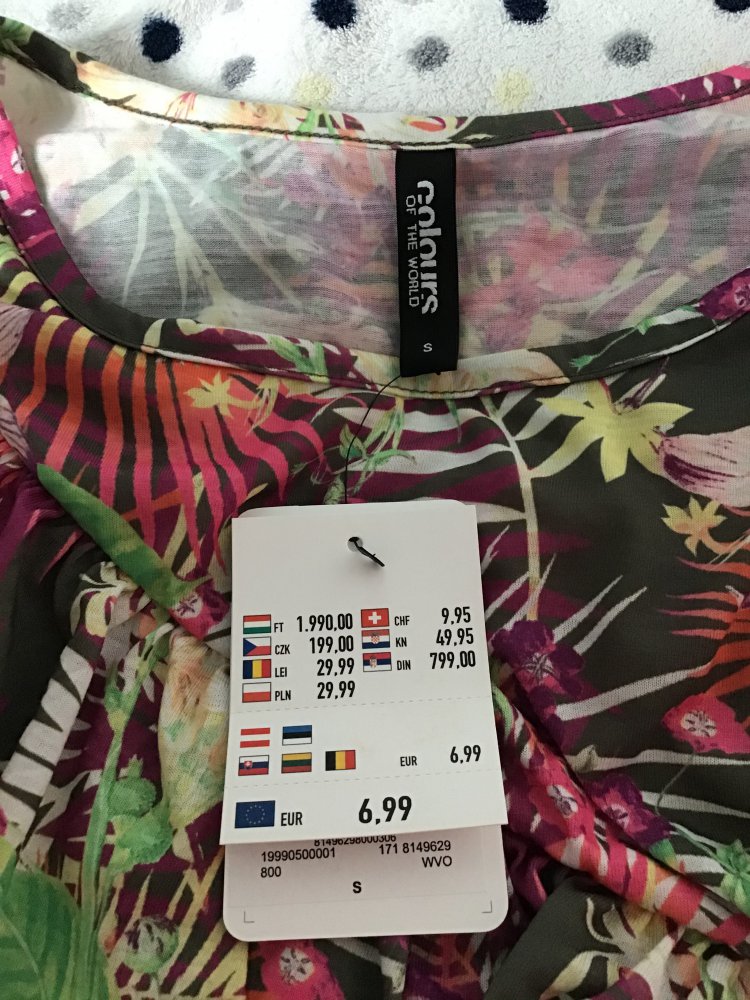 colours
OF THE WORLD
S
FT 1.990,00 CHF 9,95
CZK 199,00 KN 49,95
LEI 29,99 DIN 799,00
PLN 29,99
EUR 6,99
EUR 6,99
81496298000306
19990500001 171 8149629
800 WVO
S